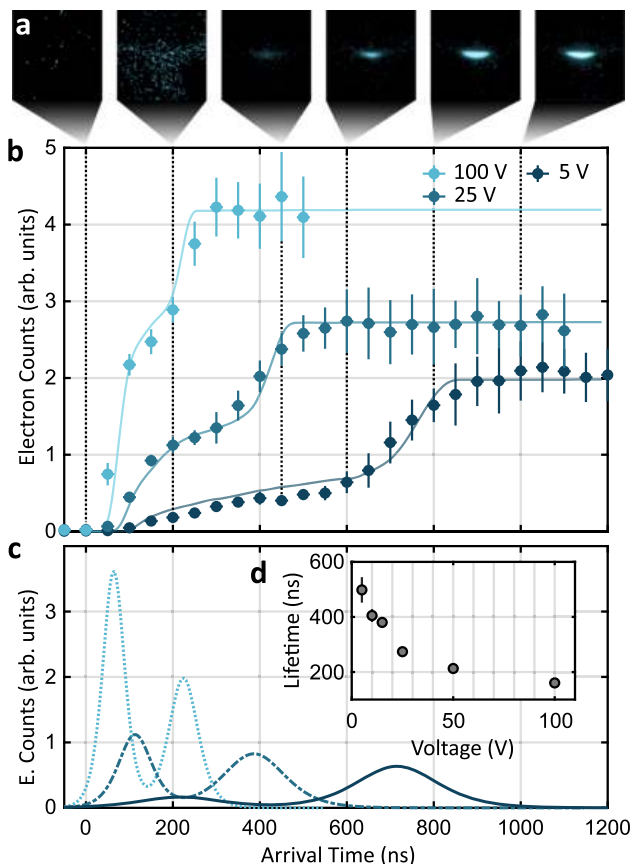 a
b
5
4
3
2
1
0
Electron Counts (arb. units)
100 V
5 V
25 V
c
3
2
1
0
E. Counts (arb. units)
d
600
400
200
Lifetime (ns)
0
50
100
Voltage (V)
0
200
400
600
800
1000
1200
Arrival Time (ns)